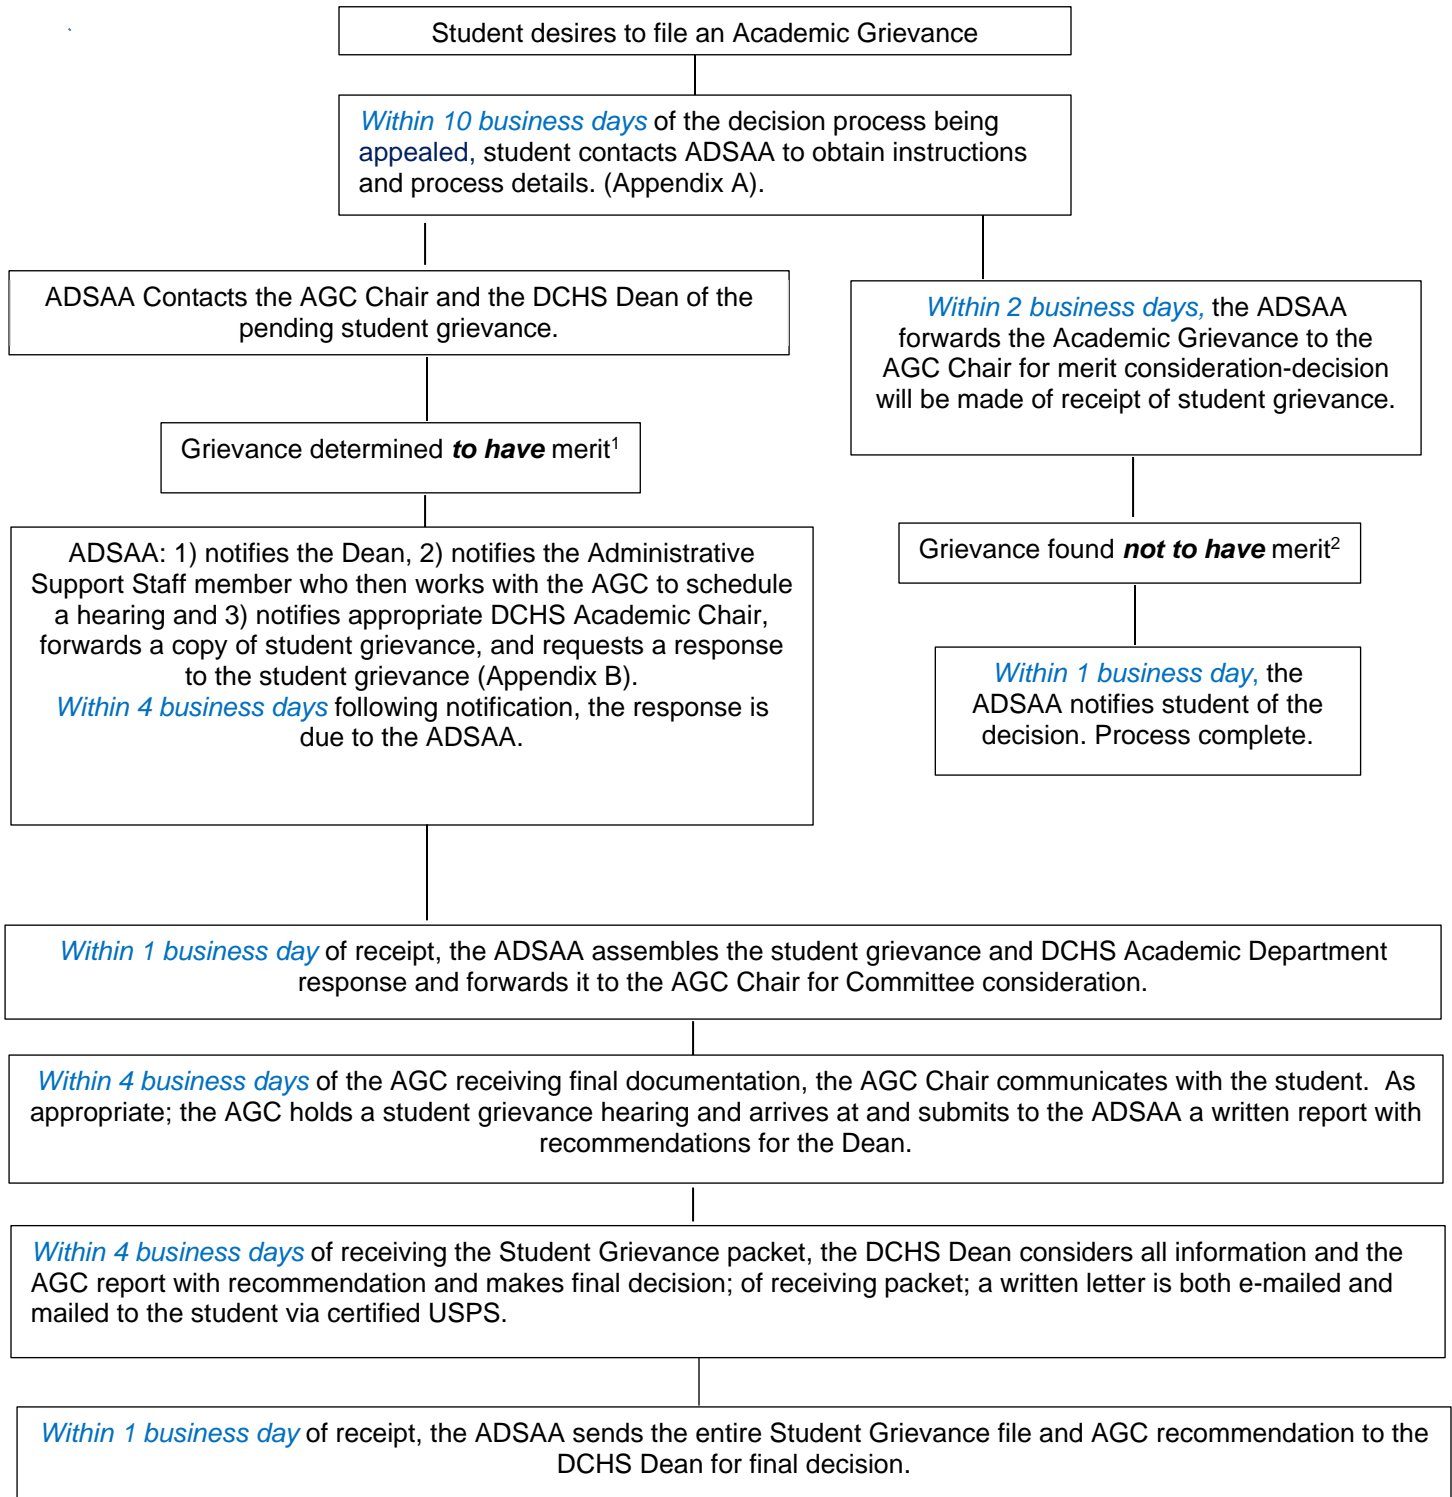 Student desires to file an Academic Grievance
Within 10 business days of the decision process being
appealed, student contacts ADSAA to obtain instructions
and process details. (Appendix A).
ADSAA Contacts the AGC Chair and the DCHS Dean of the
pending student grievance.
Within 2 business days, the ADSAA
forwards the Academic Grievance to the
AGC Chair for merit consideration-decision
will be made of receipt of student grievance.
Grievance determined to have merit1
Grievance found not to have merit2
ADSAA: 1) notifies the Dean, 2) notifies the Administrative
Support Staff member who then works with the AGC to schedule
a hearing and 3) notifies appropriate DCHS Academic Chair,
forwards a copy of student grievance, and requests a response
to the student grievance (Appendix B).
Within 4 business days following notification, the response is
due to the ADSAA.
Within 1 business day, the
ADSAA notifies student of the
decision. Process complete.
Within 1 business day of receipt, the ADSAA assembles the student grievance and DCHS Academic Department
response and forwards it to the AGC Chair for Committee consideration.
Within 4 business days of the AGC receiving final documentation, the AGC Chair communicates with the student.  As
appropriate; the AGC holds a student grievance hearing and arrives at and submits to the ADSAA a written report with
recommendations for the Dean.
Within 4 business days of receiving the Student Grievance packet, the DCHS Dean considers all information and the
AGC report with recommendation and makes final decision; of receiving packet; a written letter is both e-mailed and
mailed to the student via certified USPS.
Within 1 business day of receipt, the ADSAA sends the entire Student Grievance file and AGC recommendation to the
DCHS Dean for final decision.